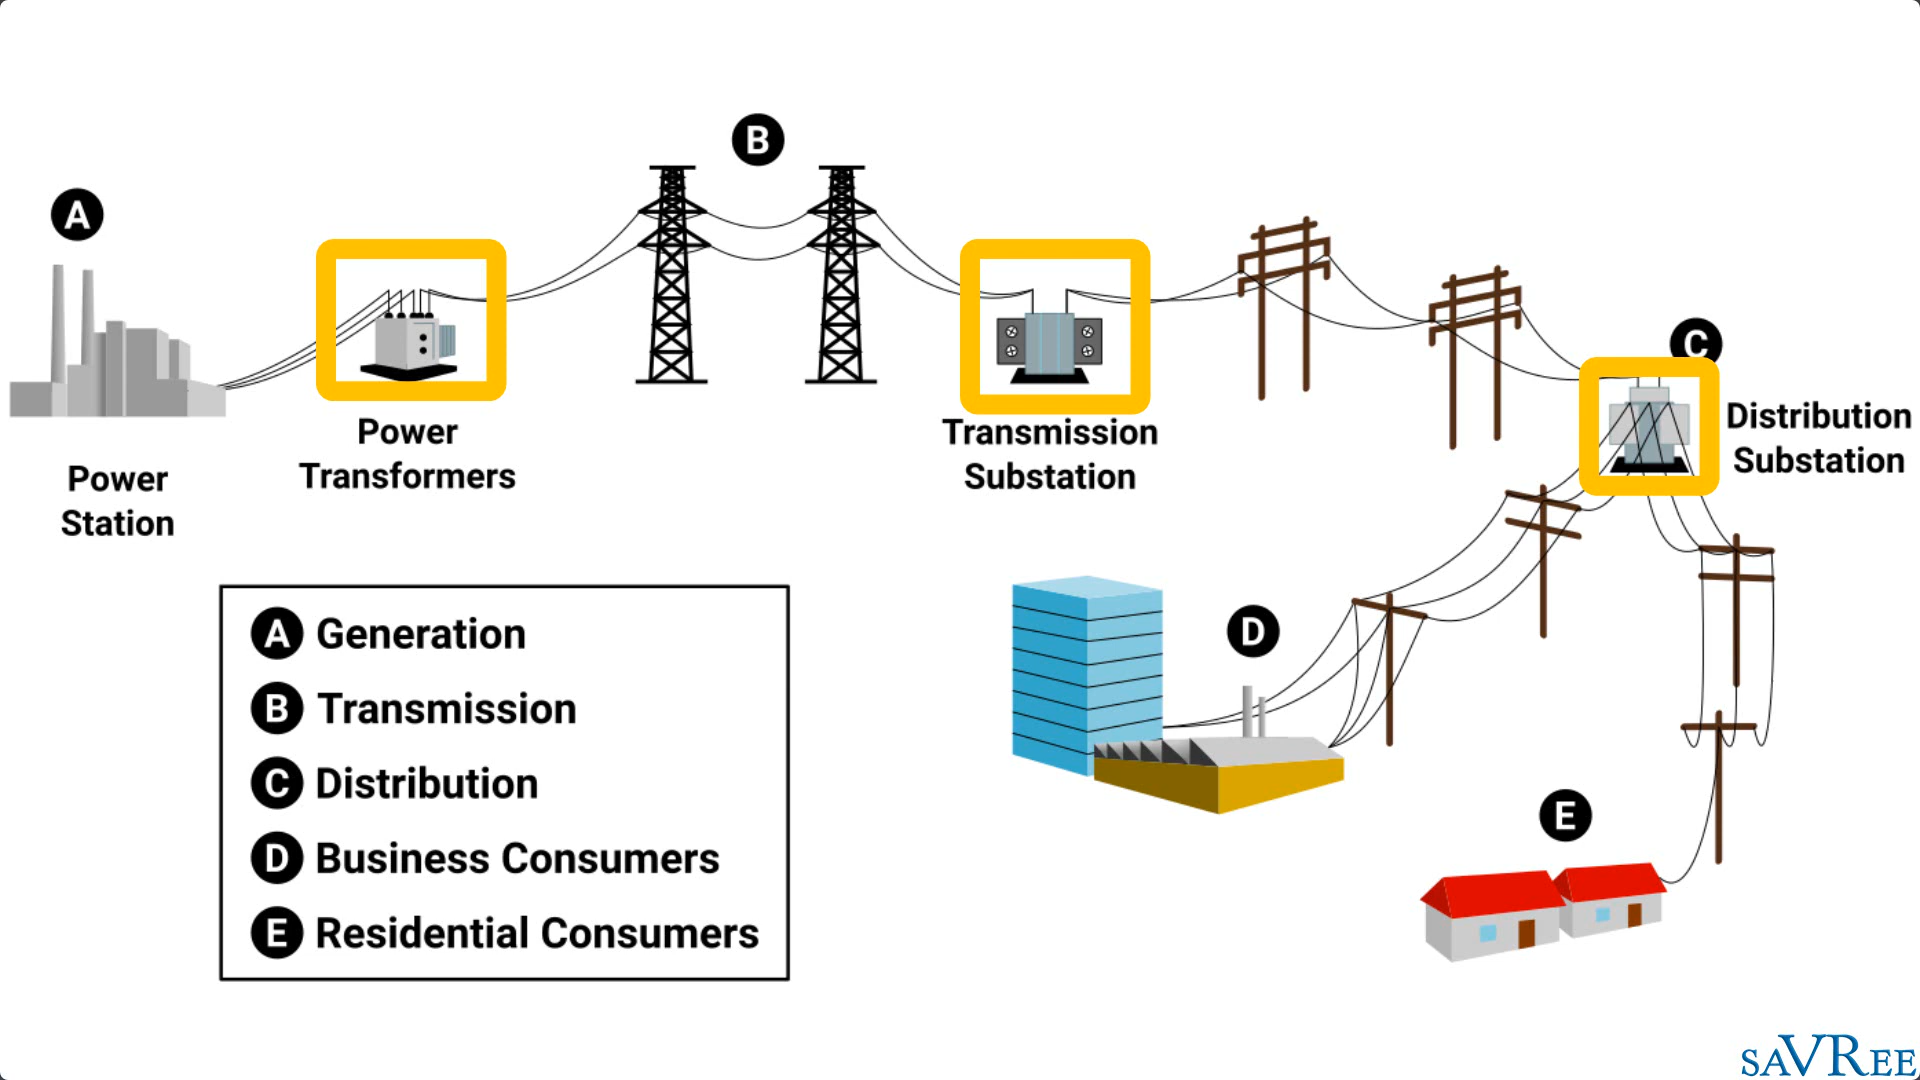 A
B
C
Power
Station
Power
Transformers
Transmission
Substation
Distribution
Substation
D
E
A Generation
B Transmission
C Distribution
D Business Consumers
E Residential Consumers
saVRee